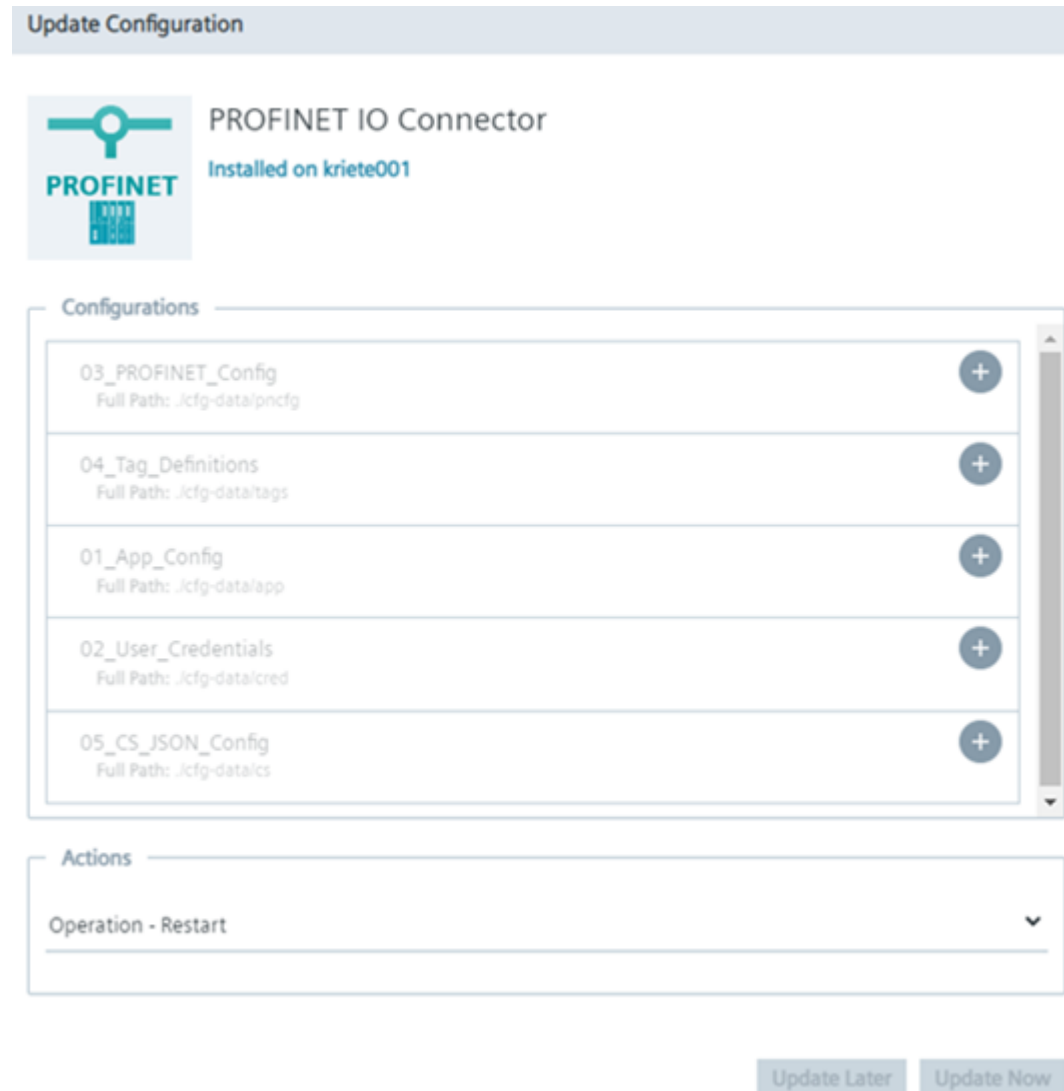 Update Configuration
PROFINET IO Connector
Installed on kriete001
PROFINET
Configurations
03_PROFINET_Config
Full Path: ./cfg-data/pncfg
04_Tag_Definitions
Full Path: ./cfg-data/tags
01_App_Config
Full Path: ./cfg-data/app
02_User_Credentials
Full Path: ./cfg-data/cred
05_CS_JSON_Config
Full Path: ./cfg-data/cs
Actions
Operation - Restart
Update Later Update Now